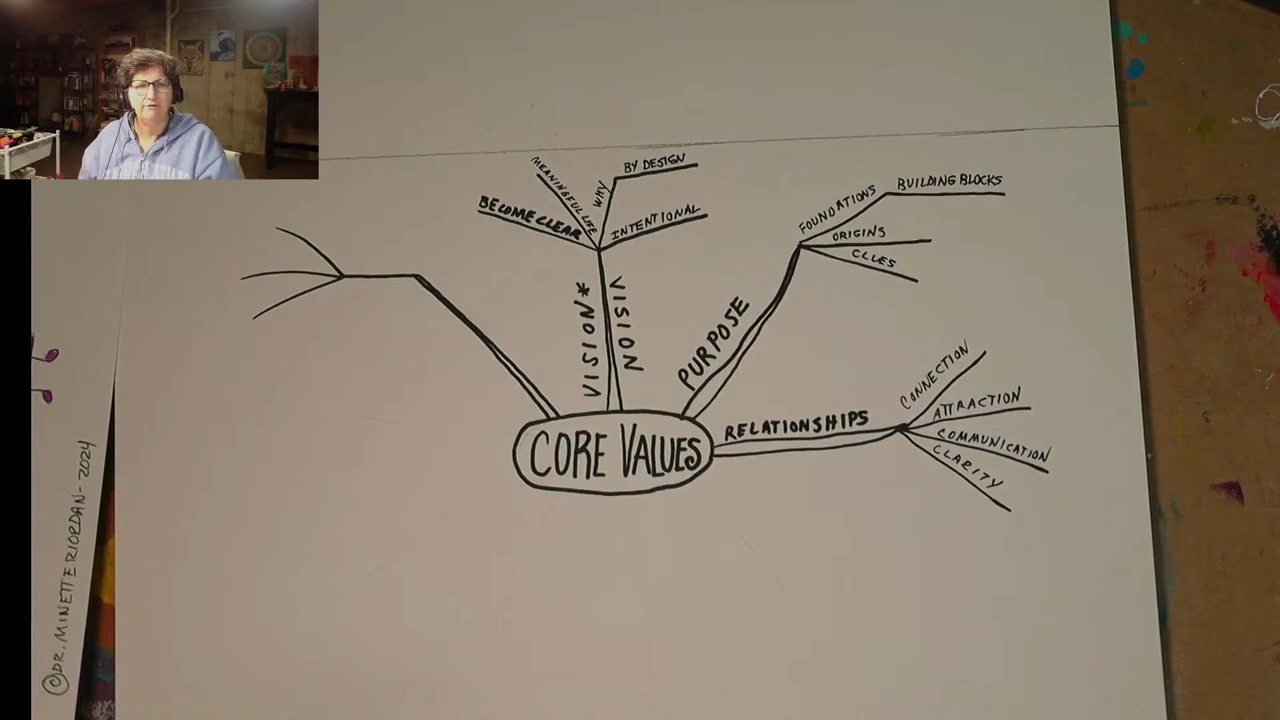 MEANINGFUL LIFE
WHY
BY DESIGN
BECOME CLEAR
INTENTIONAL
FOUNDATIONS
BUILDING BLOCKS
ORIGINS
CLUES
VISION*
VISION
PURPOSE
RELATIONSHIPS
CONNECTION
ATTRACTION
COMMUNICATION
CLARITY
CORE VALUES
©DR. MINETTE RIORDAN - 2024